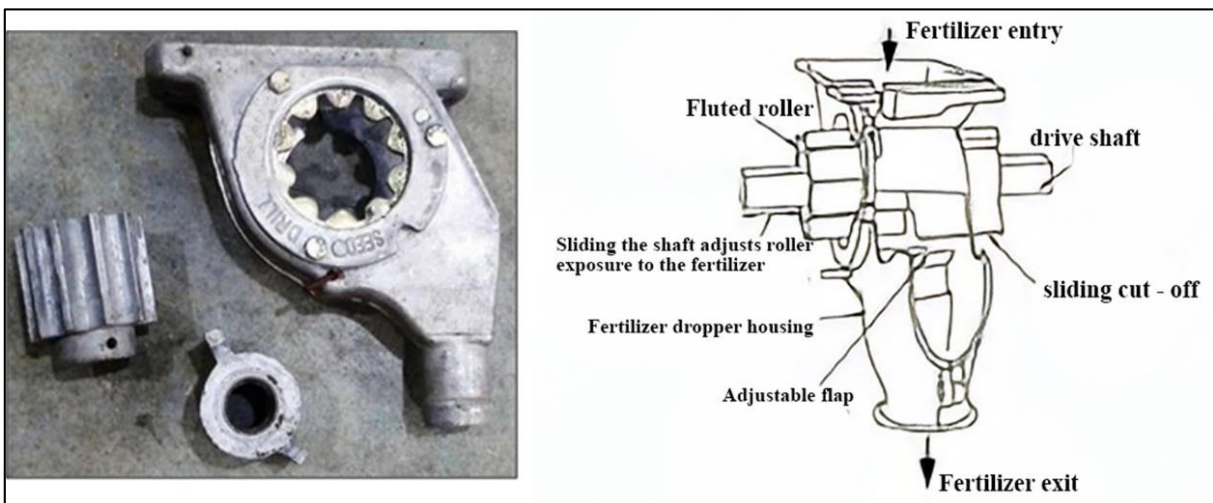 SEED DRILL
Fertilizer entry
Fluted roller
drive shaft
Sliding the shaft adjusts roller
exposure to the fertilizer
sliding cut - off
Fertilizer dropper housing
Adjustable flap
Fertilizer exit